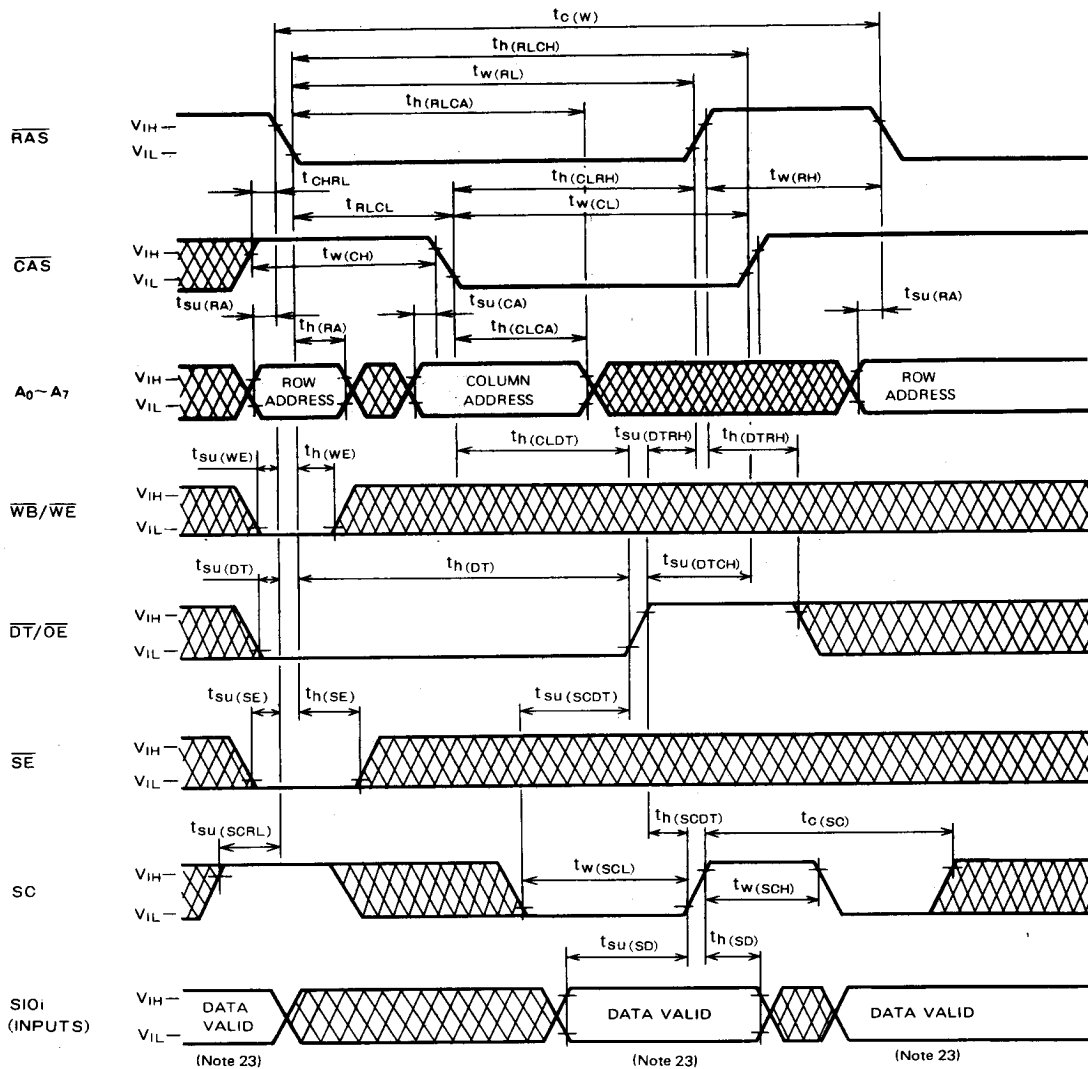 tc(W)
th(RLCH)
tw(RL)
th(RLCA)
RAS
VIH
VIL
tCHRL
th(CLRH)
tw(RH)
tRLCL
tw(CL)
CAS
VIH
VIL
tw(CH)
tsu(RA)
th(RA)
tsu(CA)
th(CLCA)
tsu(RA)
A0~A7
VIH
VIL
ROW ADDRESS
COLUMN ADDRESS
ROW ADDRESS
tsu(WE)
th(WE)
th(CLDT)
tsu(DTRH)
th(DTRH)
WB/WE
VIH
VIL
tsu(DT)
th(DT)
tsu(DTCH)
DT/OE
VIH
VIL
tsu(SE)
th(SE)
tsu(SCDT)
SE
VIH
VIL
tsu(SCRL)
th(SCDT)
tc(SC)
SC
VIH
VIL
tw(SCL)
tw(SCH)
tsu(SD)
th(SD)
SIOi
(INPUTS)
VIH
VIL
DATA VALID
DATA VALID
DATA VALID
(Note 23)
(Note 23)
(Note 23)